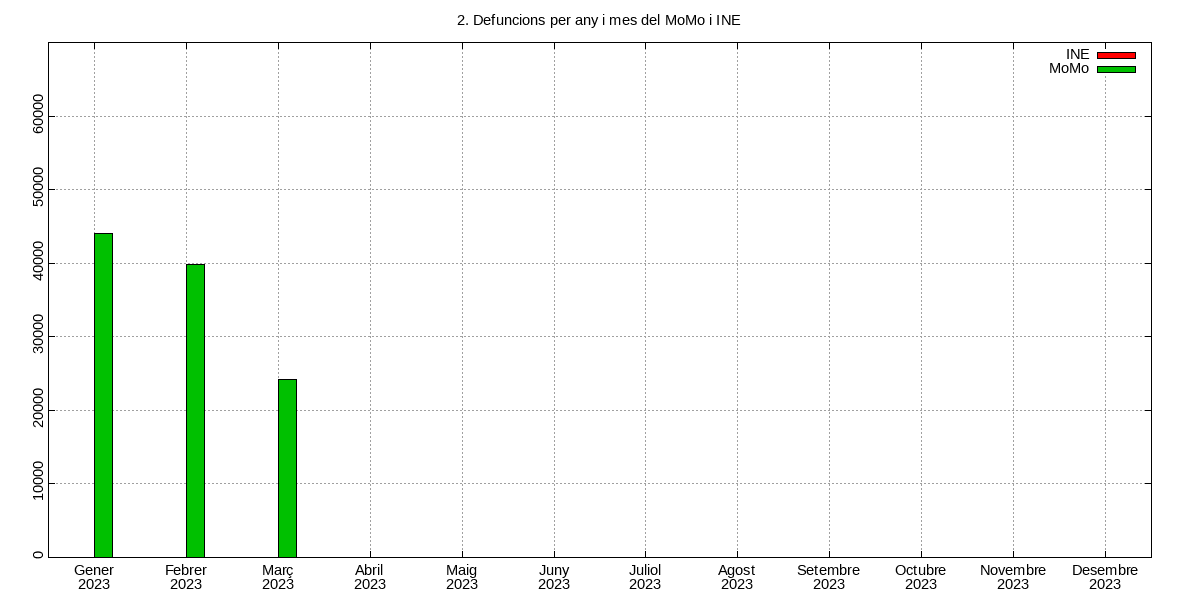 2. Defuncions per any i mes del MoMo i INE
INE
MoMo
60000
50000
40000
30000
20000
10000
0
Gener Febrer Març Abril Maig Juny Juliol Agost Setembre Octubre Novembre Desembre
2023 2023 2023 2023 2023 2023 2023 2023 2023 2023 2023 2023